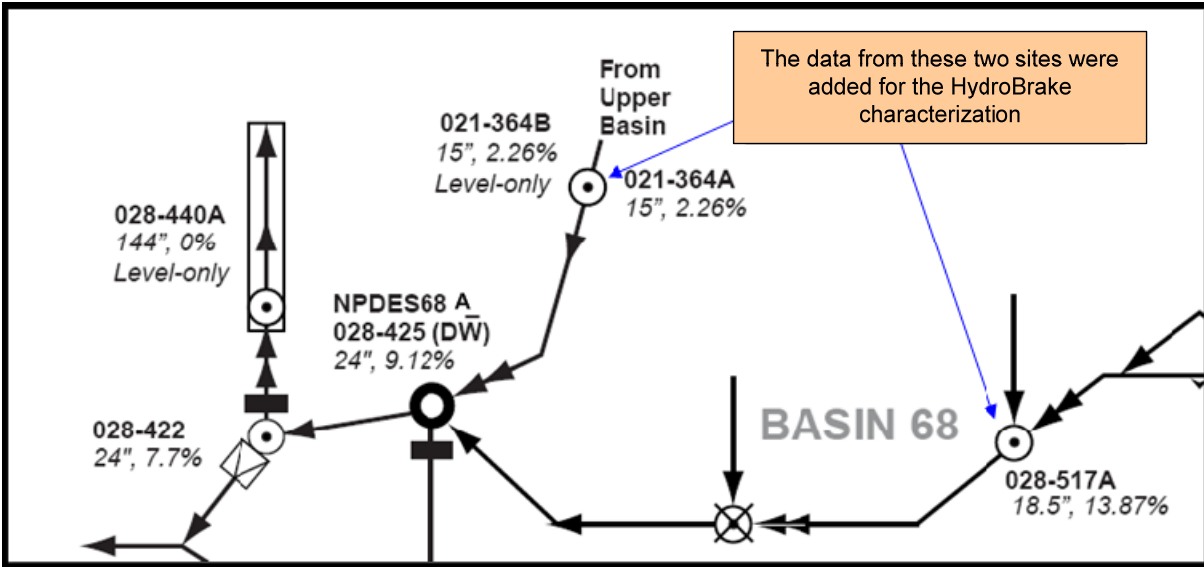 The data from these two sites were
added for the HydroBrake
characterization
From
Upper
Basin
021-364B
15”, 2.26%
Level-only
021-364A
15”, 2.26%
028-440A
144”, 0%
Level-only
NPDES68 A_
028-425 (DW)
24", 9.12%
028-422
24", 7.7%
BASIN 68
028-517A
18.5”, 13.87%